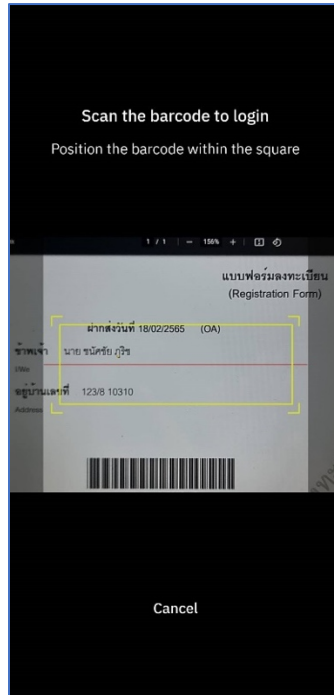 Scan the barcode to login
Position the barcode within the square
1 / 1 | − 156% + |
แบบฟอร์มลงทะเบียน
(Registration Form)
ฝากส่งวันที่ 18/02/2565 (OA)
ข้าพเจ้า นาย ชนัศชัย ภูริช
อยู่บ้านเลขที่ 123/8 10310
Address
Cancel